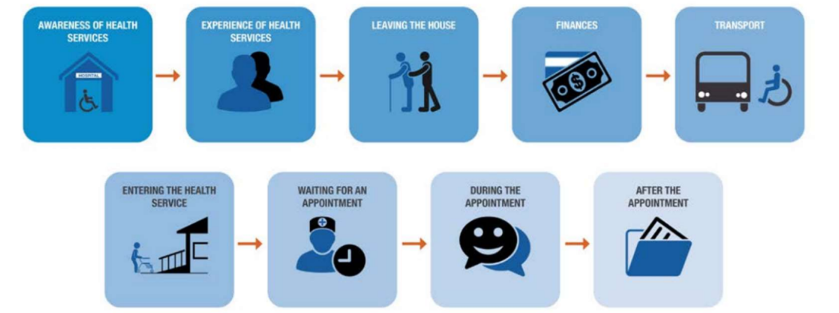 AWARENESS OF HEALTH
SERVICES
HOSPITAL
EXPERIENCE OF HEALTH
SERVICES
LEAVING THE HOUSE
FINANCES
$
TRANSPORT
ENTERING THE HEALTH
SERVICE
WAITING FOR AN
APPOINTMENT
DURING THE
APPOINTMENT
AFTER THE
APPOINTMENT